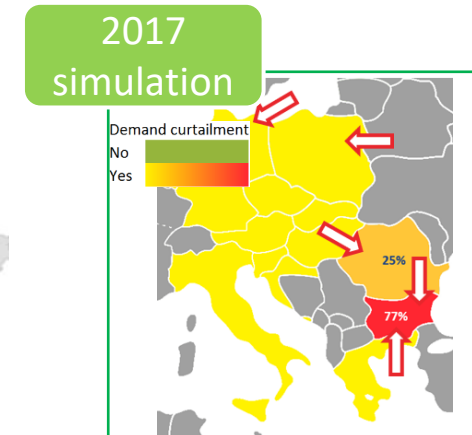 2017
simulation
Demand curtailment
No
Yes
25%
77%